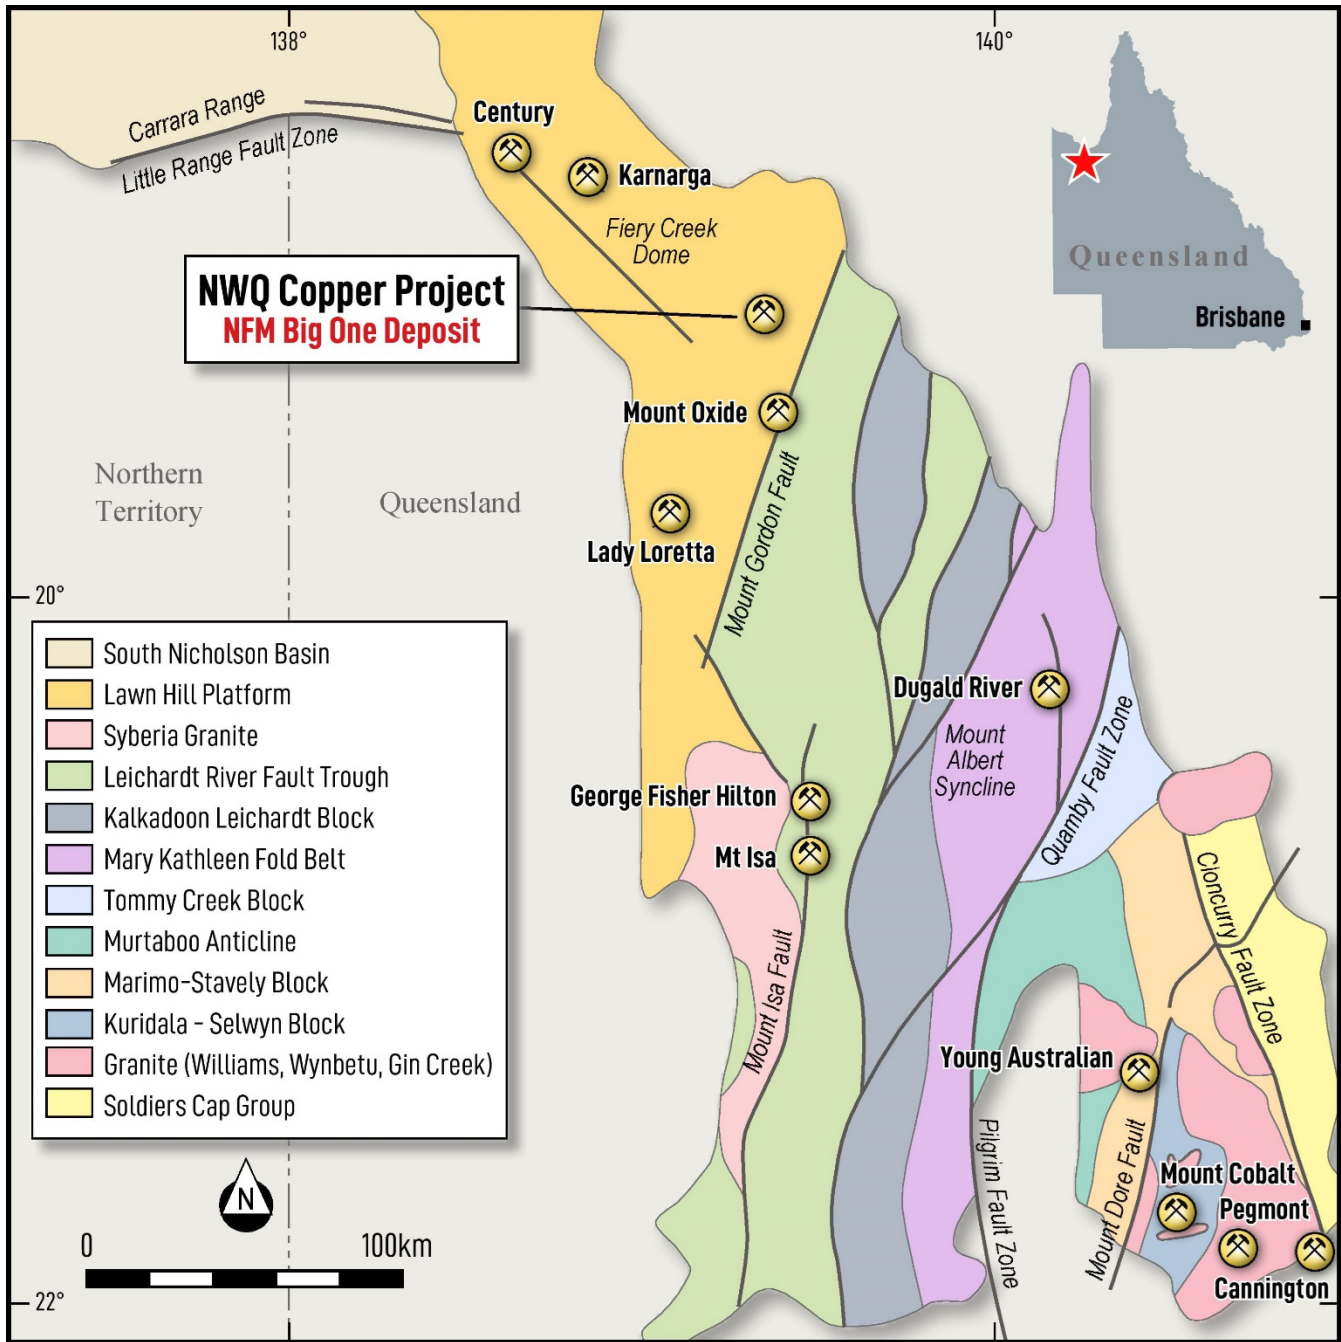 138°
140°
Carrara Range
Little Range Fault Zone
Century
Karnarga
Fiery Creek
Dome
Queensland
Brisbane
NWQ Copper Project
NFM Big One Deposit
Mount Oxide
Mount Gordon Fault
Northern
Territory
Queensland
Lady Loretta
20°
South Nicholson Basin
Lawn Hill Platform
Syberia Granite
Leichardt River Fault Trough
Kalkadoon Leichardt Block
Mary Kathleen Fold Belt
Tommy Creek Block
Murtaboo Anticline
Marimo-Stavely Block
Kuridala - Selwyn Block
Granite (Williams, Wynbetu, Gin Creek)
Soldiers Cap Group
Dugald River
Mount
Albert
Syncline
Quamby Fault Zone
George Fisher Hilton
Mt Isa
Mount Isa Fault
Cloncurry Fault Zone
Young Australian
Pilgrim Fault Zone
Mount Dore Fault
Mount Cobalt
Pegmont
Cannington
N
0
100km
22°